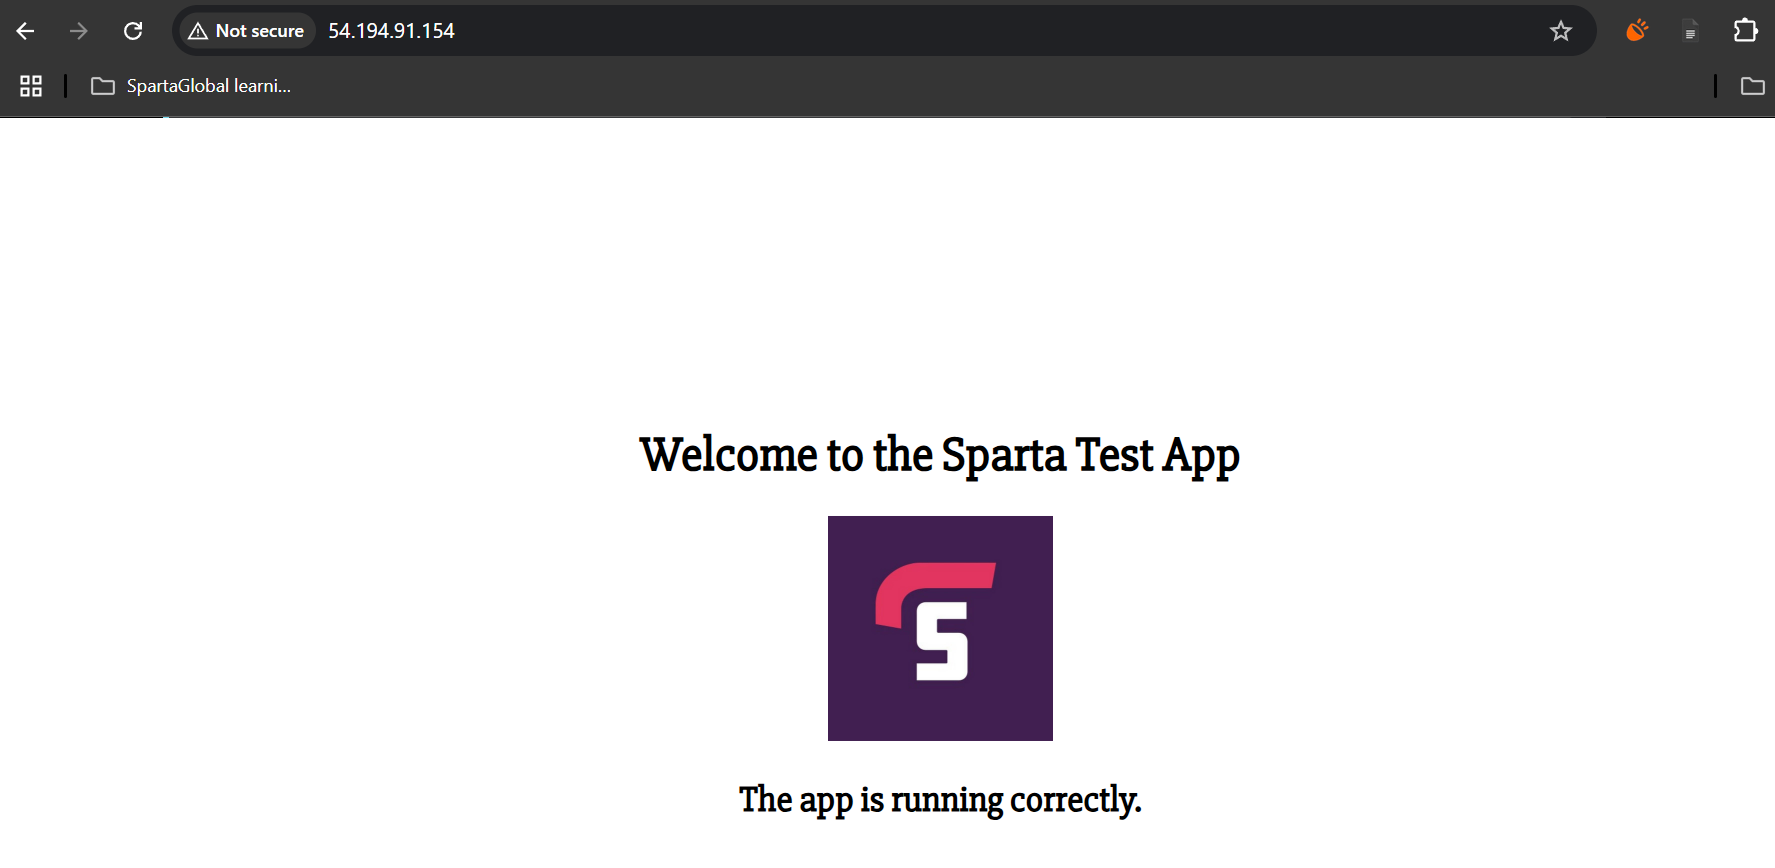 Not secure
54.194.91.154
SpartaGlobal learni...
Welcome to the Sparta Test App
S
The app is running correctly.